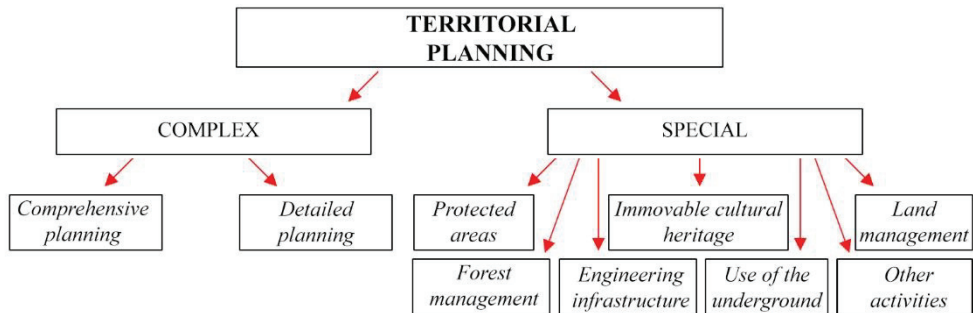 TERRITORIAL
PLANNING
COMPLEX
SPECIAL
Comprehensive
planning
Detailed
planning
Protected
areas
Immovable cultural
heritage
Land
management
Forest
management
Engineering
infrastructure
Use of the
underground
Other
activities